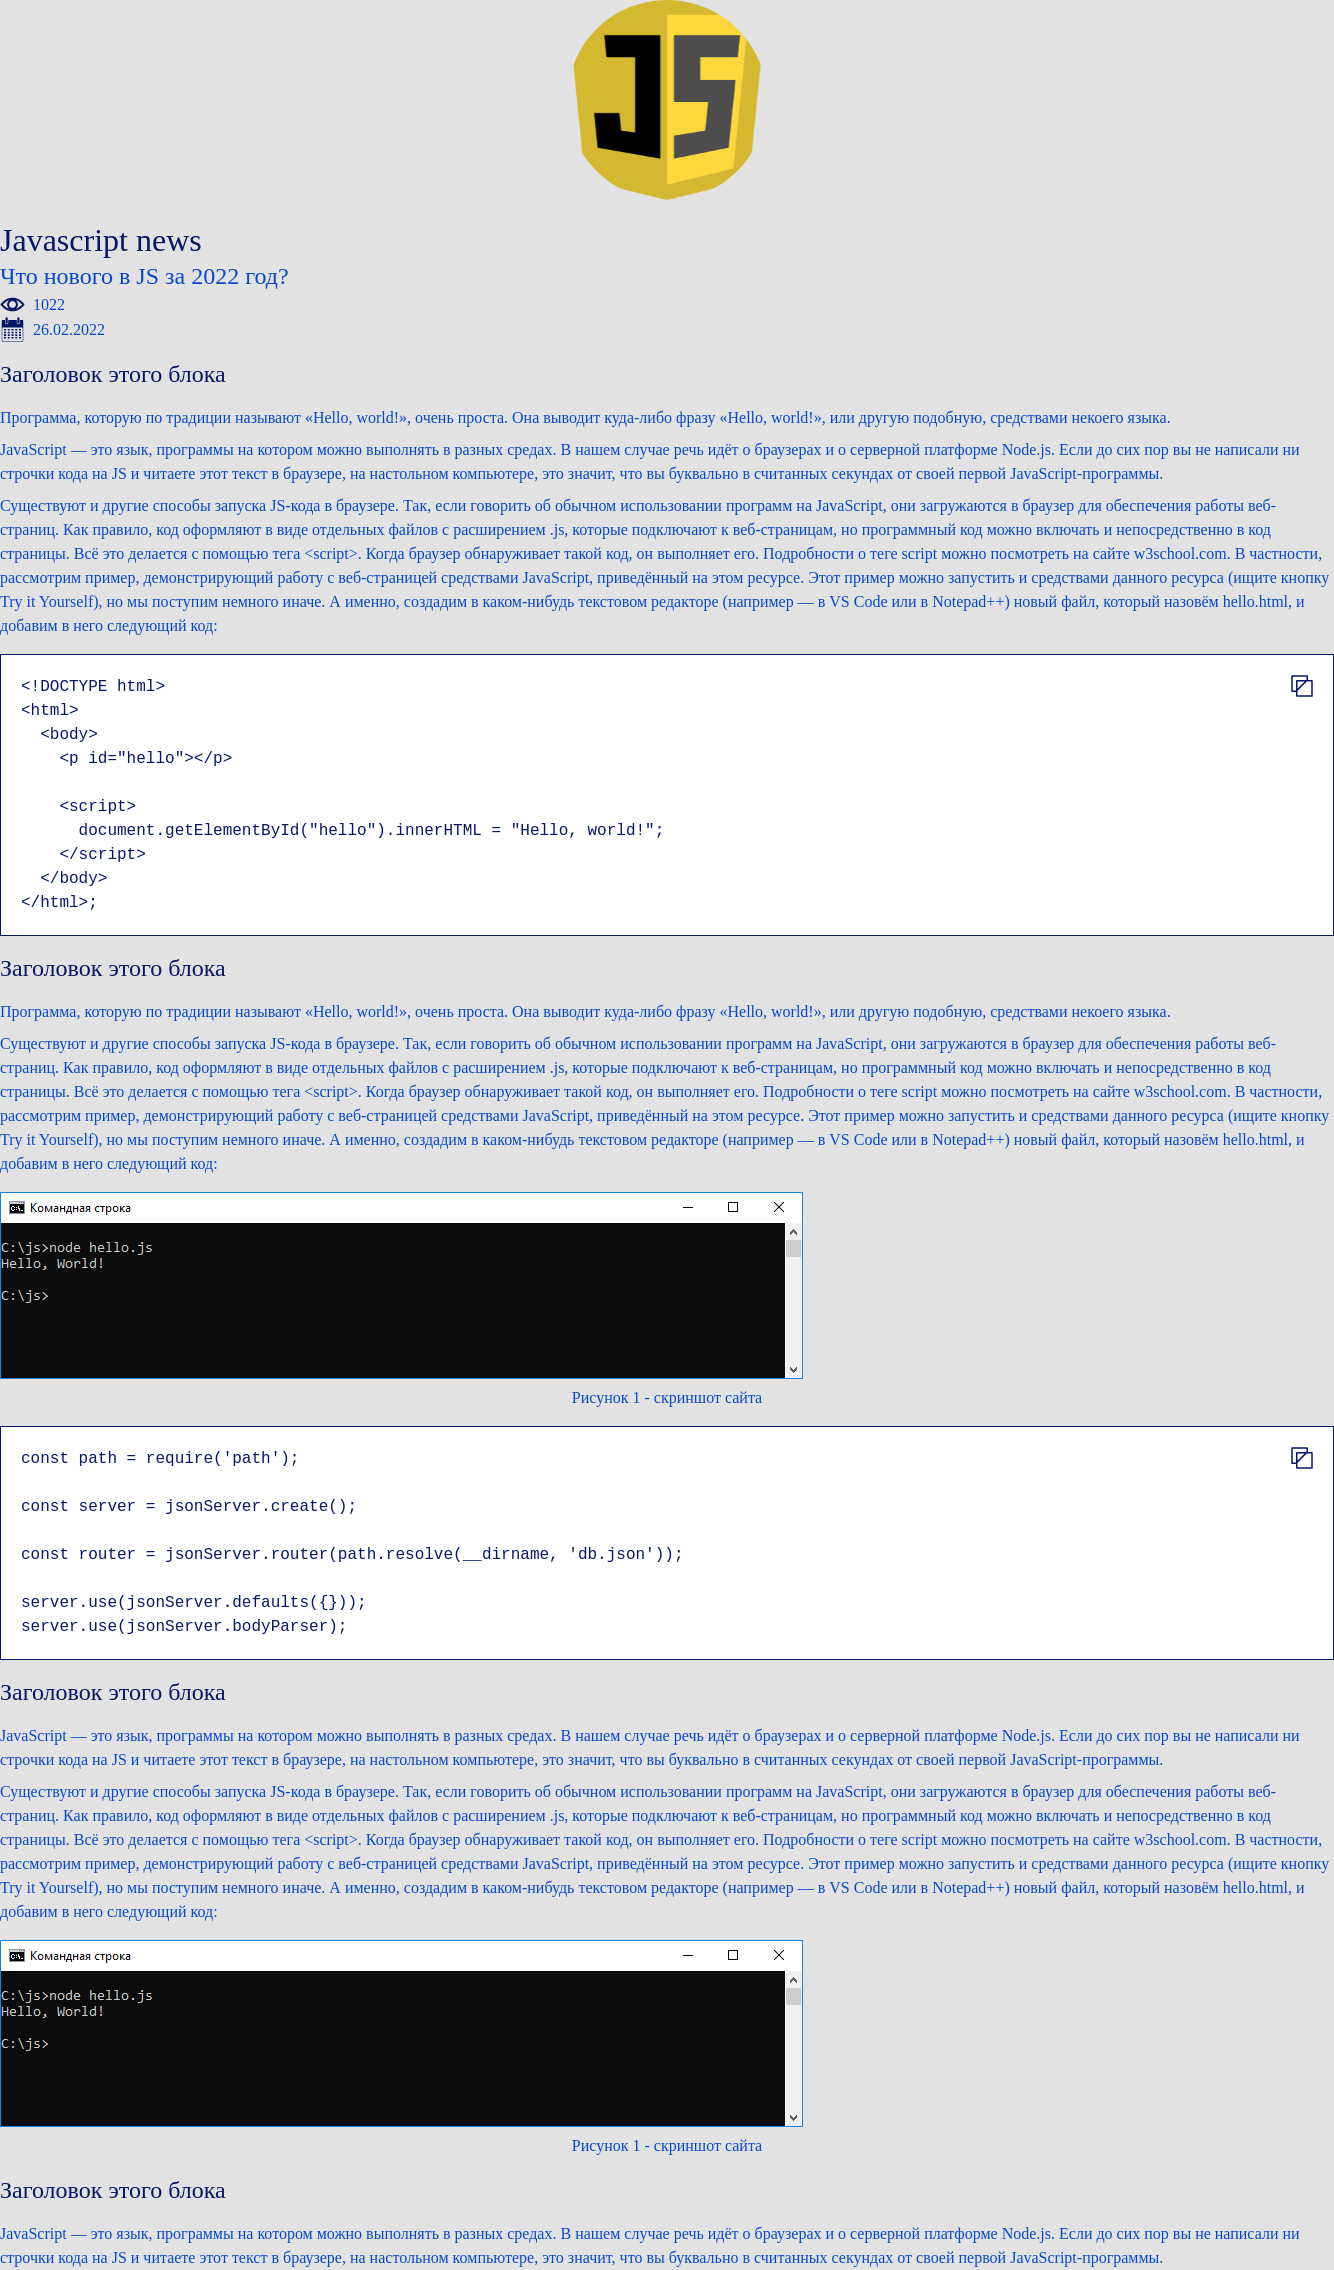 JS
Javascript news
Что нового в JS за 2022 год?
1022
26.02.2022
Заголовок этого блока
Программа, которую по традиции называют «Hello, world!», очень проста. Она выводит куда-либо фразу «Hello, world!», или другую подобную, средствами некоего языка.
JavaScript — это язык, программы на котором можно выполнять в разных средах. В нашем случае речь идёт о браузерах и о серверной платформе Node.js. Если до сих пор вы не написали ни
строчки кода на JS и читаете этот текст в браузере, на настольном компьютере, это значит, что вы буквально в считанных секундах от своей первой JavaScript-программы.
Существуют и другие способы запуска JS-кода в браузере. Так, если говорить об обычном использовании программ на JavaScript, они загружаются в браузер для обеспечения работы веб-
страниц. Как правило, код оформляют в виде отдельных файлов с расширением .js, которые подключают к веб-страницам, но программный код можно включать и непосредственно в код
страницы. Всё это делается с помощью тега <script>. Когда браузер обнаруживает такой код, он выполняет его. Подробности о теге script можно посмотреть на сайте w3school.com. В частности,
рассмотрим пример, демонстрирующий работу с веб-страницей средствами JavaScript, приведённый на этом ресурсе. Этот пример можно запустить и средствами данного ресурса (ищите кнопку
Try it Yourself), но мы поступим немного иначе. А именно, создадим в каком-нибудь текстовом редакторе (например — в VS Code или в Notepad++) новый файл, который назовём hello.html, и
добавим в него следующий код:
<!DOCTYPE html>
<html>
  <body>
    <p id="hello"></p>

    <script>
      document.getElementById("hello").innerHTML = "Hello, world!";
    </script>
  </body>
</html>;
Заголовок этого блока
Программа, которую по традиции называют «Hello, world!», очень проста. Она выводит куда-либо фразу «Hello, world!», или другую подобную, средствами некоего языка.
Существуют и другие способы запуска JS-кода в браузере. Так, если говорить об обычном использовании программ на JavaScript, они загружаются в браузер для обеспечения работы веб-
страниц. Как правило, код оформляют в виде отдельных файлов с расширением .js, которые подключают к веб-страницам, но программный код можно включать и непосредственно в код
страницы. Всё это делается с помощью тега <script>. Когда браузер обнаруживает такой код, он выполняет его. Подробности о теге script можно посмотреть на сайте w3school.com. В частности,
рассмотрим пример, демонстрирующий работу с веб-страницей средствами JavaScript, приведённый на этом ресурсе. Этот пример можно запустить и средствами данного ресурса (ищите кнопку
Try it Yourself), но мы поступим немного иначе. А именно, создадим в каком-нибудь текстовом редакторе (например — в VS Code или в Notepad++) новый файл, который назовём hello.html, и
добавим в него следующий код:
Командная строка
C:\js>node hello.js
Hello, World!
C:\js>
Рисунок 1 - скриншот сайта
const path = require('path');

const server = jsonServer.create();

const router = jsonServer.router(path.resolve(__dirname, 'db.json'));

server.use(jsonServer.defaults({}));
server.use(jsonServer.bodyParser);
Заголовок этого блока
JavaScript — это язык, программы на котором можно выполнять в разных средах. В нашем случае речь идёт о браузерах и о серверной платформе Node.js. Если до сих пор вы не написали ни
строчки кода на JS и читаете этот текст в браузере, на настольном компьютере, это значит, что вы буквально в считанных секундах от своей первой JavaScript-программы.
Существуют и другие способы запуска JS-кода в браузере. Так, если говорить об обычном использовании программ на JavaScript, они загружаются в браузер для обеспечения работы веб-
страниц. Как правило, код оформляют в виде отдельных файлов с расширением .js, которые подключают к веб-страницам, но программный код можно включать и непосредственно в код
страницы. Всё это делается с помощью тега <script>. Когда браузер обнаруживает такой код, он выполняет его. Подробности о теге script можно посмотреть на сайте w3school.com. В частности,
рассмотрим пример, демонстрирующий работу с веб-страницей средствами JavaScript, приведённый на этом ресурсе. Этот пример можно запустить и средствами данного ресурса (ищите кнопку
Try it Yourself), но мы поступим немного иначе. А именно, создадим в каком-нибудь текстовом редакторе (например — в VS Code или в Notepad++) новый файл, который назовём hello.html, и
добавим в него следующий код:
Командная строка
C:\js>node hello.js
Hello, World!
C:\js>
Рисунок 1 - скриншот сайта
Заголовок этого блока
JavaScript — это язык, программы на котором можно выполнять в разных средах. В нашем случае речь идёт о браузерах и о серверной платформе Node.js. Если до сих пор вы не написали ни
строчки кода на JS и читаете этот текст в браузере, на настольном компьютере, это значит, что вы буквально в считанных секундах от своей первой JavaScript-программы.